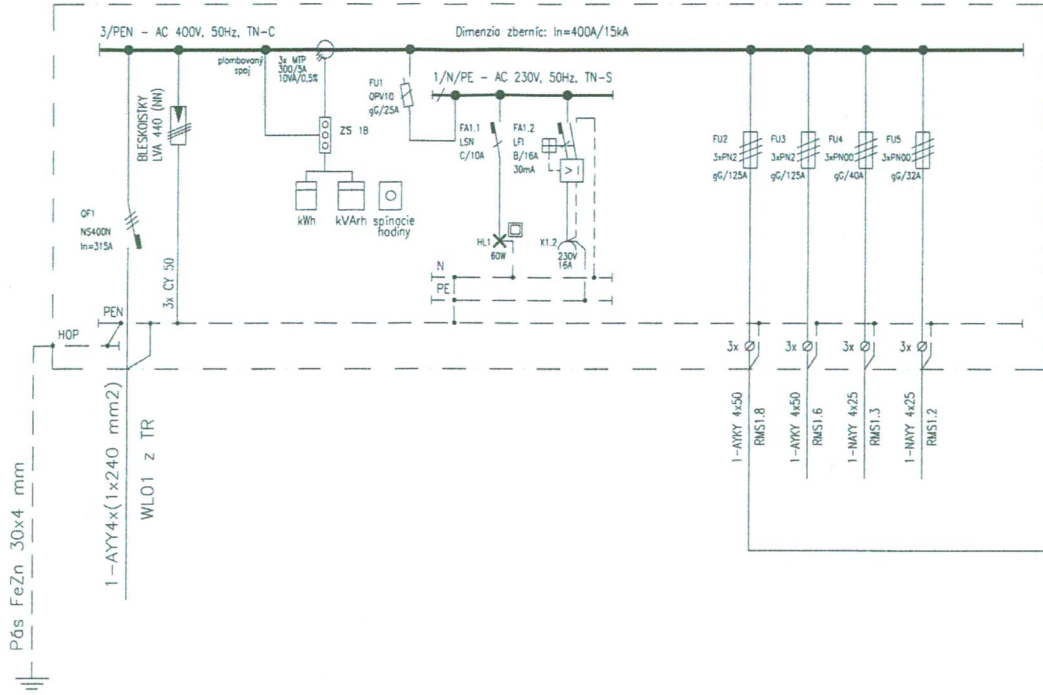 3/PEN – AC 400V, 50Hz, TN-C
Dimenzia zberníc: In=400A/15kA
plombovaný
spoj
3x MTP
300/5A
10VA/0,5%
BLESKOISTKY
LVA 440 (NN)
FU1
OPV10
gG/25A
1/N/PE – AC 230V, 50Hz, TN-S
ZS 1B
FA1.1
LSN
C/10A
FA1.2
LFI
B/16A
30mA
FU2
3xPN2
gG/125A
FU3
3xPN2
gG/125A
FU4
3xPN00
gG/40A
FU5
3xPN00
gG/32A
kWh
kVArh
spínacie
hodiny
QF1
NS400N
In=315A
HL1
60W
X1.2
230V
16A
3x CY 50
N
PE
PEN
HOP
3x
3x
3x
3x
1-AYKY 4x50
RMS1.8
1-AYKY 4x50
RMS1.6
1-NAYY 4x25
RMS1.3
1-NAYY 4x25
RMS1.2
Pás FeZn 30x4 mm
1-AYY4x(1x240 mm2)
WL01 z TR